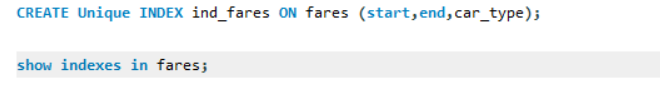 CREATE Unique INDEX ind_fares ON fares (start,end,car_type);
show indexes in fares;